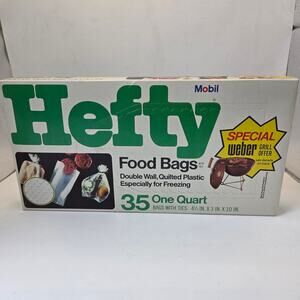 Mobil
Hefty
SPECIAL
weber
GRILL
OFFER
Food Bags
Double Wall, Quilted Plastic
Especially for Freezing
35 One Quart
BAGS WITH TIES